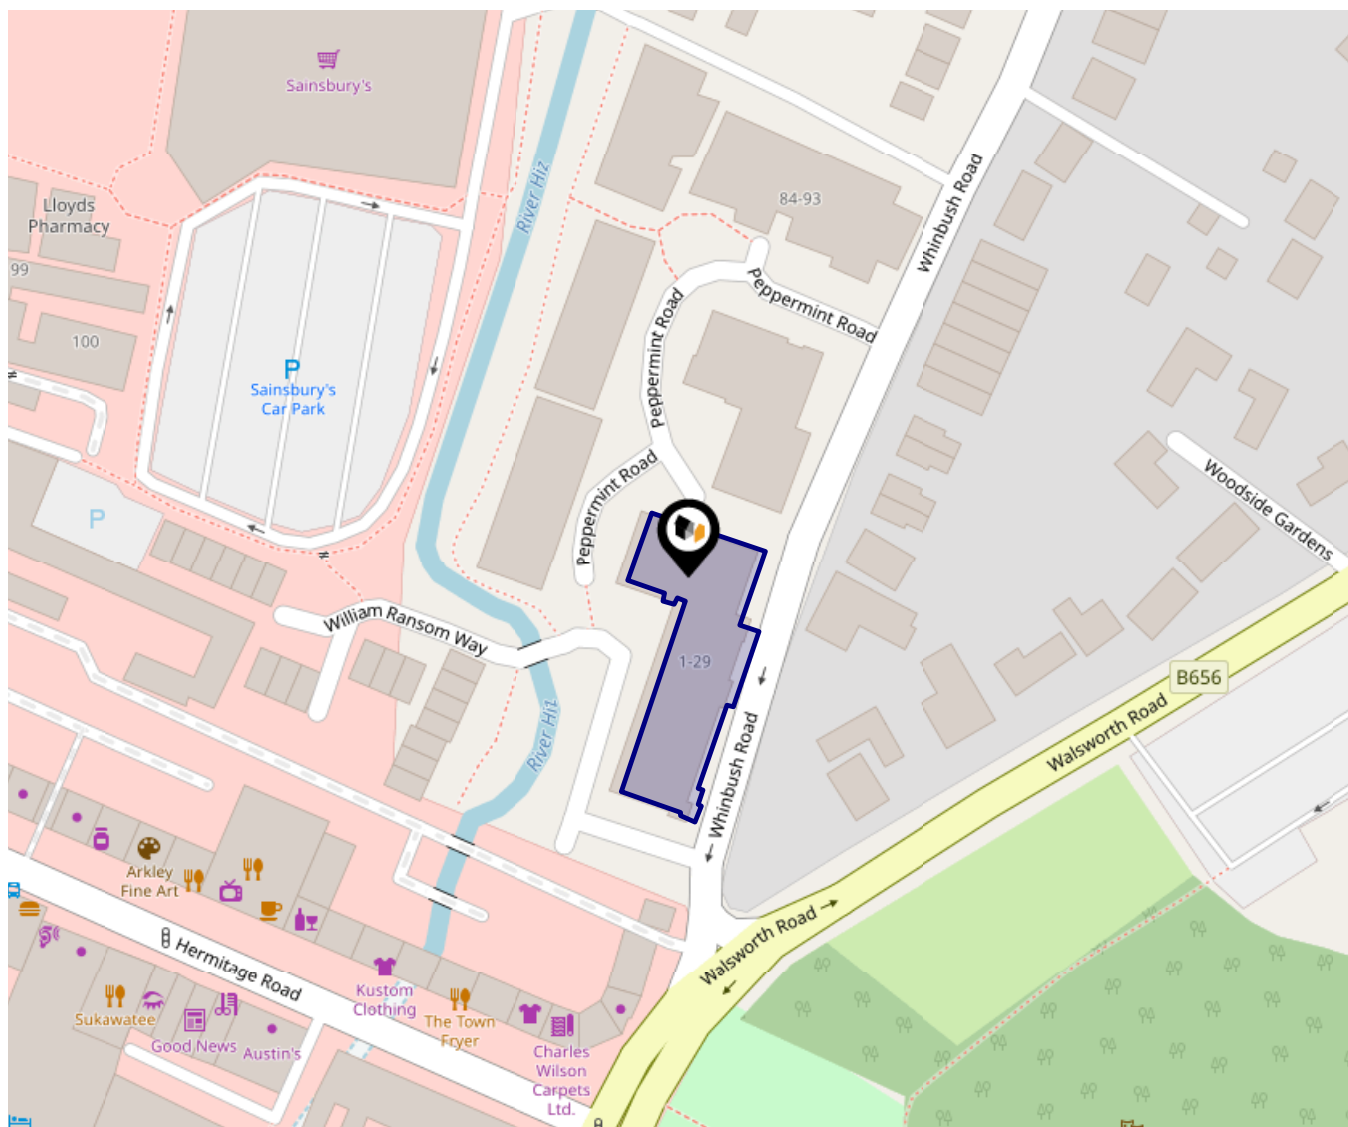 Sainsbury's
River Hiz
Whinbush Road
84-93
Lloyds
Pharmacy
99
Peppermint Road
Peppermint Road
100
P
Sainsbury's
Car Park
Peppermint Road
Woodside Gardens
P
William Ransom Way
1-29
B656
Walsworth Road
River Hiz
Whinbush Road
Arkley
Fine Art
Walsworth Road
Hermitage Road
Kustom
Clothing
Sukawatee
The Town
Fryer
Good News
Austin's
Charles
Wilson
Carpets
Ltd.